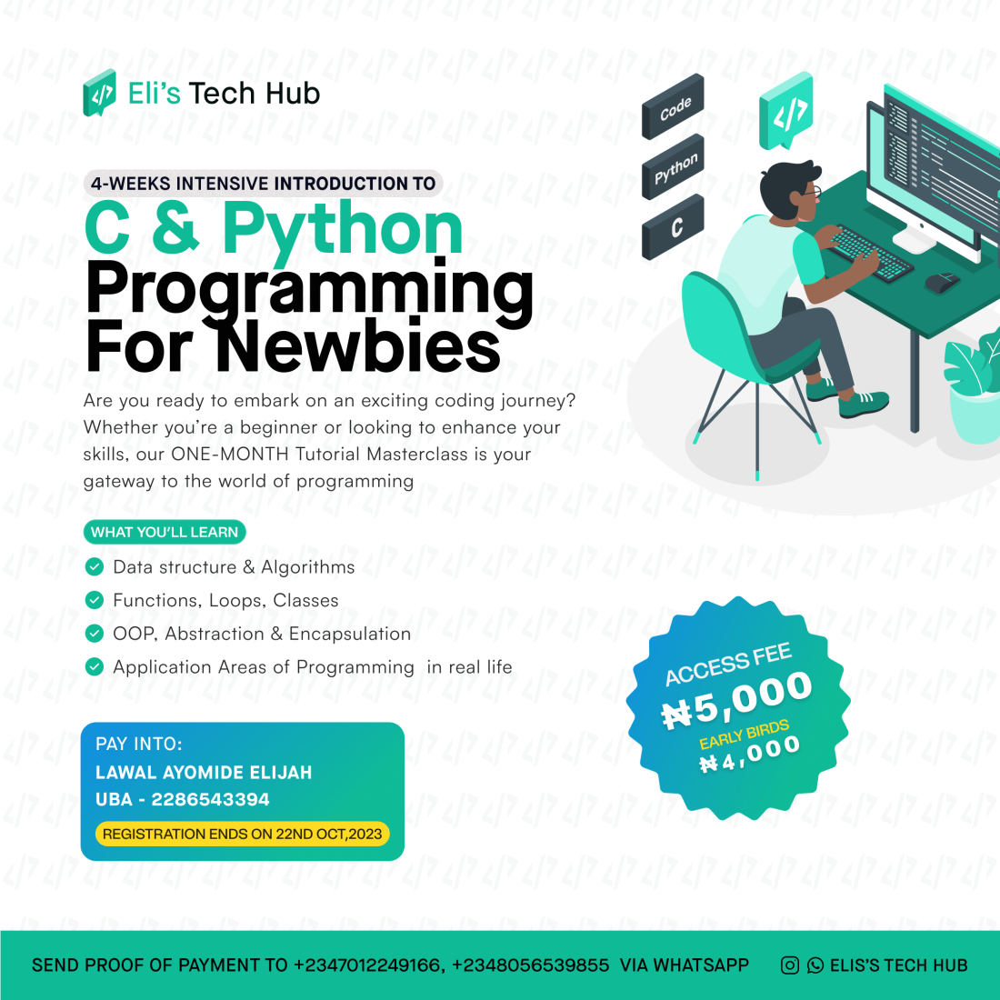 Eli's Tech Hub
4-WEEKS INTENSIVE INTRODUCTION TO
C & Python
Programming
For Newbies
Are you ready to embark on an exciting coding journey?
Whether you're a beginner or looking to enhance your
skills, our ONE-MONTH Tutorial Masterclass is your
gateway to the world of programming
WHAT YOU'LL LEARN
Data structure & Algorithms
Functions, Loops, Classes
OOP, Abstraction & Encapsulation
Application Areas of Programming in real life
Code
Python
C
</>
ACCESS FEE
₦5,000
EARLY BIRDS
₦4,000
PAY INTO:
LAWAL AYOMIDE ELIJAH
UBA - 2286543394
REGISTRATION ENDS ON 22ND OCT,2023
SEND PROOF OF PAYMENT TO +2347012249166, +2348056539855 VIA WHATSAPP
ELIS'S TECH HUB